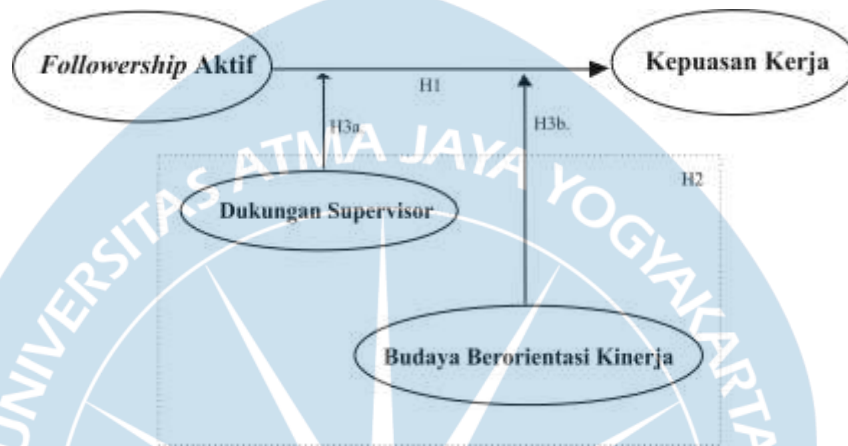 Followership Aktif
Kepuasan Kerja
H1
H3a.
H3b.
H2
Dukungan Supervisor
Budaya Berorientasi Kinerja
UNIVERSITAS ATMA JAYA YOGYAKARTA